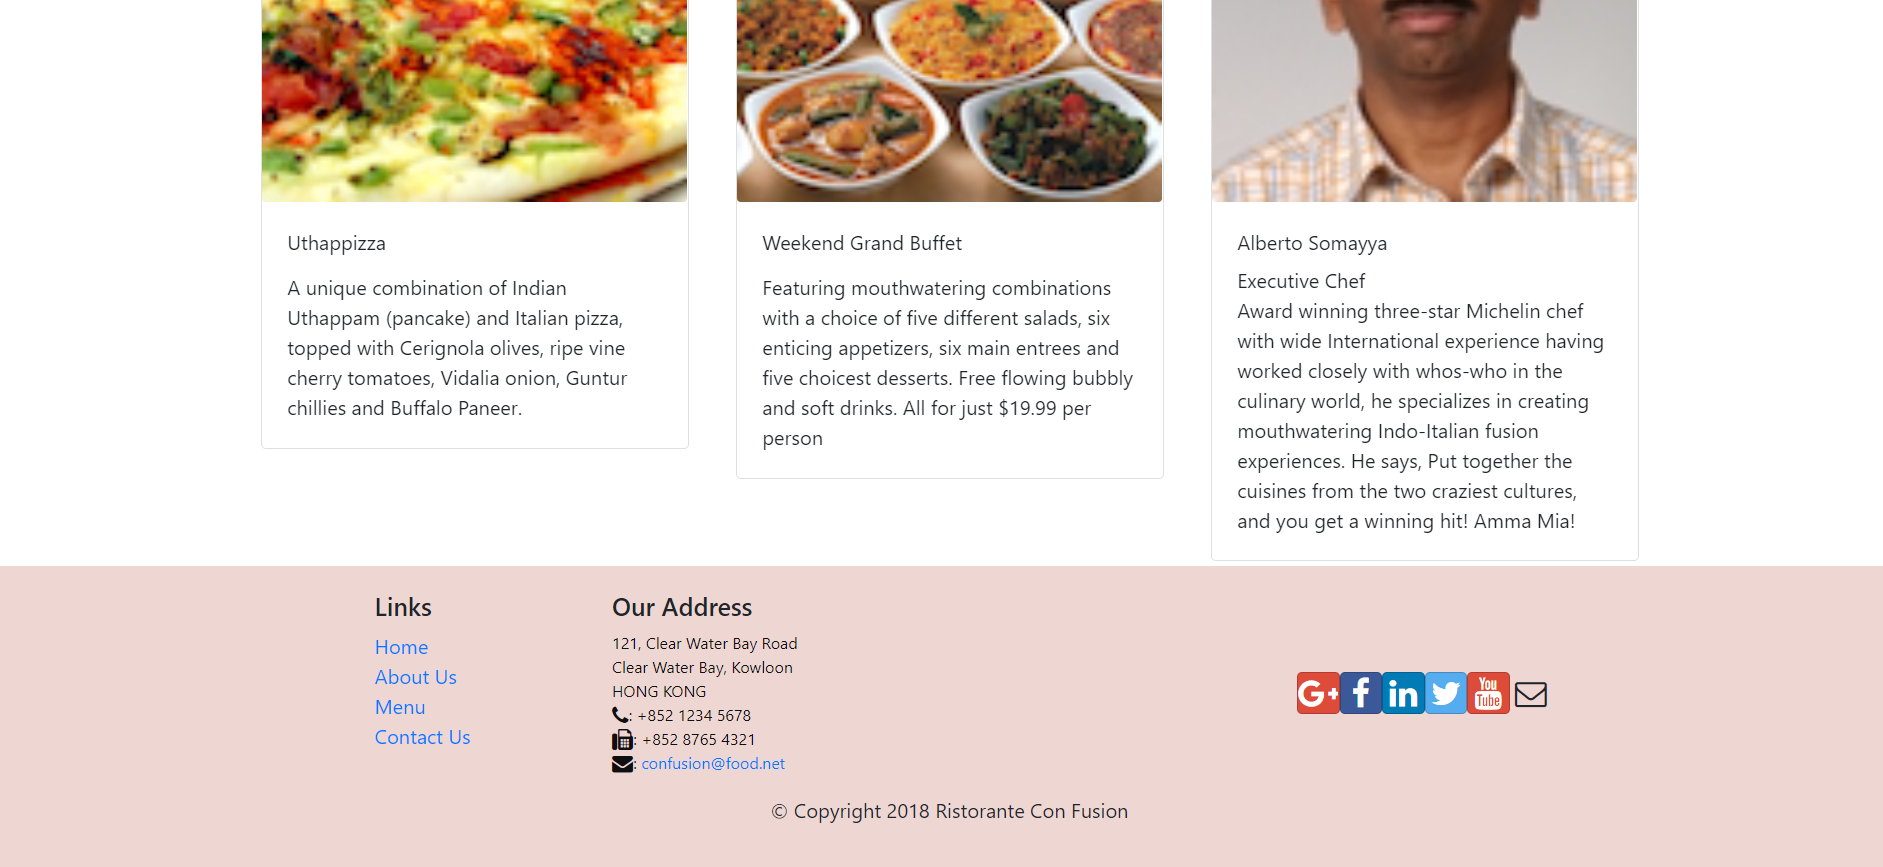 Uthappizza
A unique combination of Indian
Uthappam (pancake) and Italian pizza,
topped with Cerignola olives, ripe vine
cherry tomatoes, Vidalia onion, Guntur
chillies and Buffalo Paneer.
Weekend Grand Buffet
Featuring mouthwatering combinations
with a choice of five different salads, six
enticing appetizers, six main entrees and
five choicest desserts. Free flowing bubbly
and soft drinks. All for just $19.99 per
person
Alberto Somayya
Executive Chef
Award winning three-star Michelin chef
with wide International experience having
worked closely with whos-who in the
culinary world, he specializes in creating
mouthwatering Indo-Italian fusion
experiences. He says, Put together the
cuisines from the two craziest cultures,
and you get a winning hit! Amma Mia!
Links
Home
About Us
Menu
Contact Us
Our Address
121, Clear Water Bay Road
Clear Water Bay, Kowloon
HONG KONG
: +852 1234 5678
: +852 8765 4321
: confusion@food.net
G+ f in You Tube
© Copyright 2018 Ristorante Con Fusion